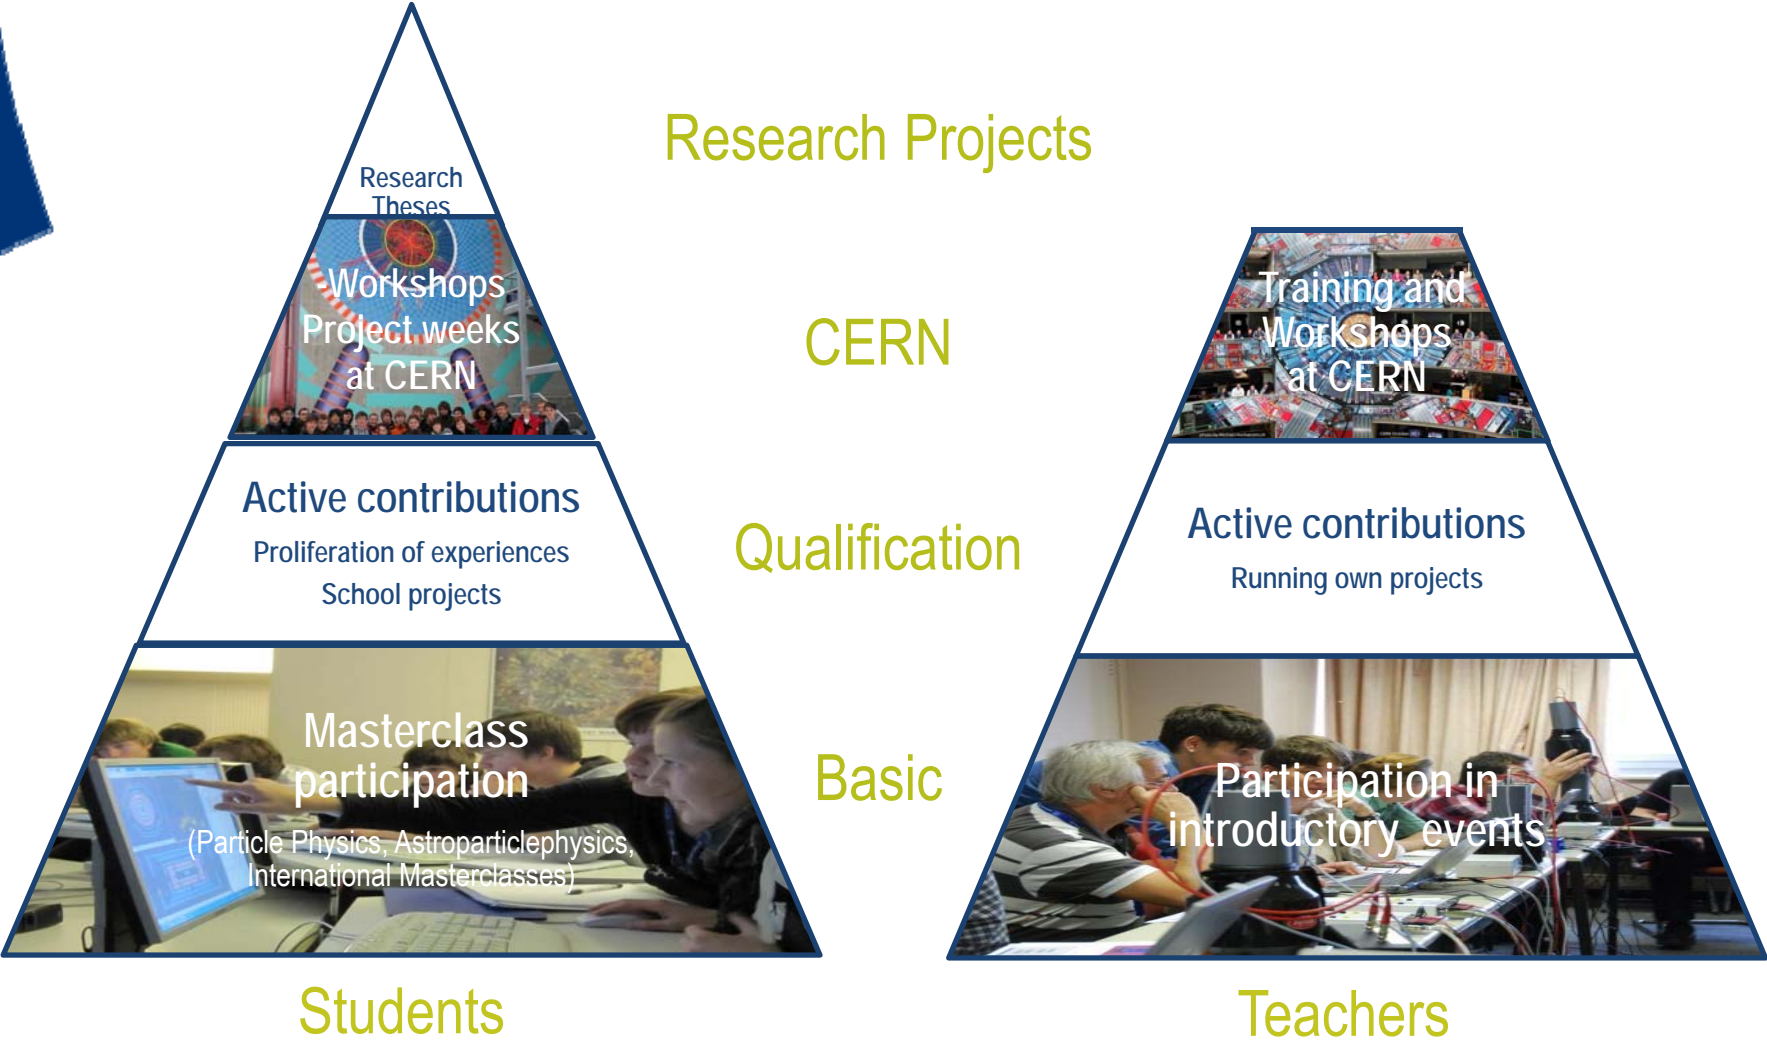 Research Projects
Research
Theses
Workshops
Project weeks
at CERN
CERN
Training and
Workshops
at CERN
Active contributions
Proliferation of experiences
School projects
Qualification
Active contributions
Running own projects
Masterclass
participation
(Particle Physics, Astroparticlephysics,
International Masterclasses)
Basic
Participation in
introductory events
Students
Teachers